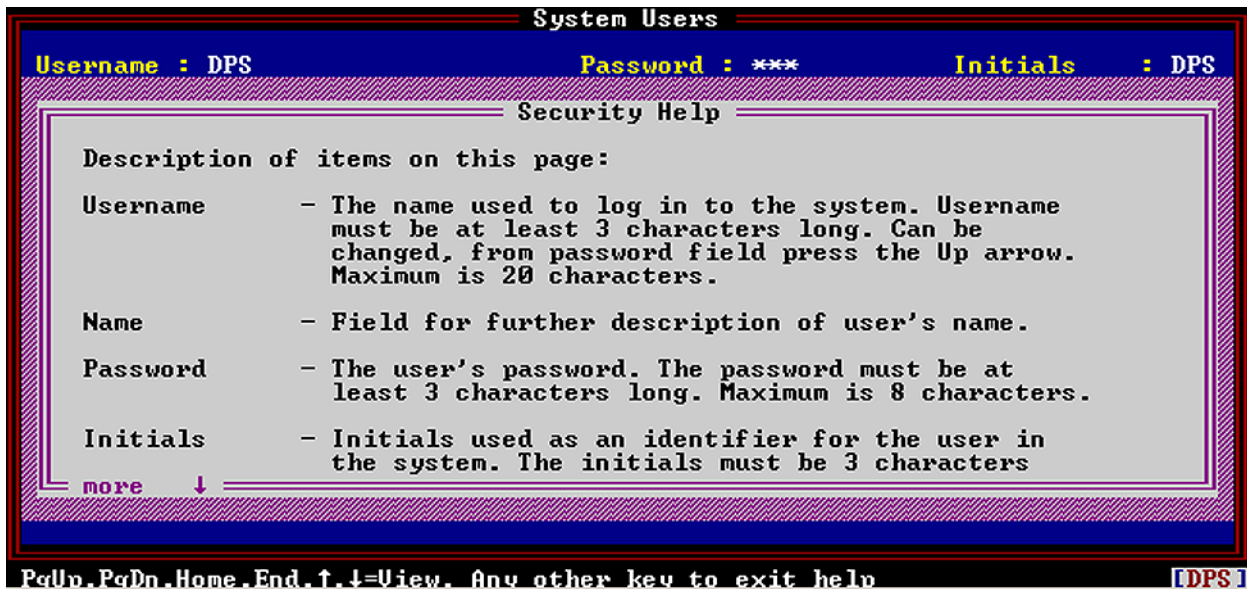 System Users
Username : DPS Password : *** Initials : DPS
Security Help
Description of items on this page:
Username - The name used to log in to the system. Username
must be at least 3 characters long. Can be
changed, from password field press the Up arrow.
Maximum is 20 characters.
Name - Field for further description of user's name.
Password - The user's password. The password must be at
least 3 characters long. Maximum is 8 characters.
Initials - Initials used as an identifier for the user in
the system. The initials must be 3 characters
more ↓
PgUp,PgDn,Home,End,↑,↓=View. Any other key to exit help [DPS]